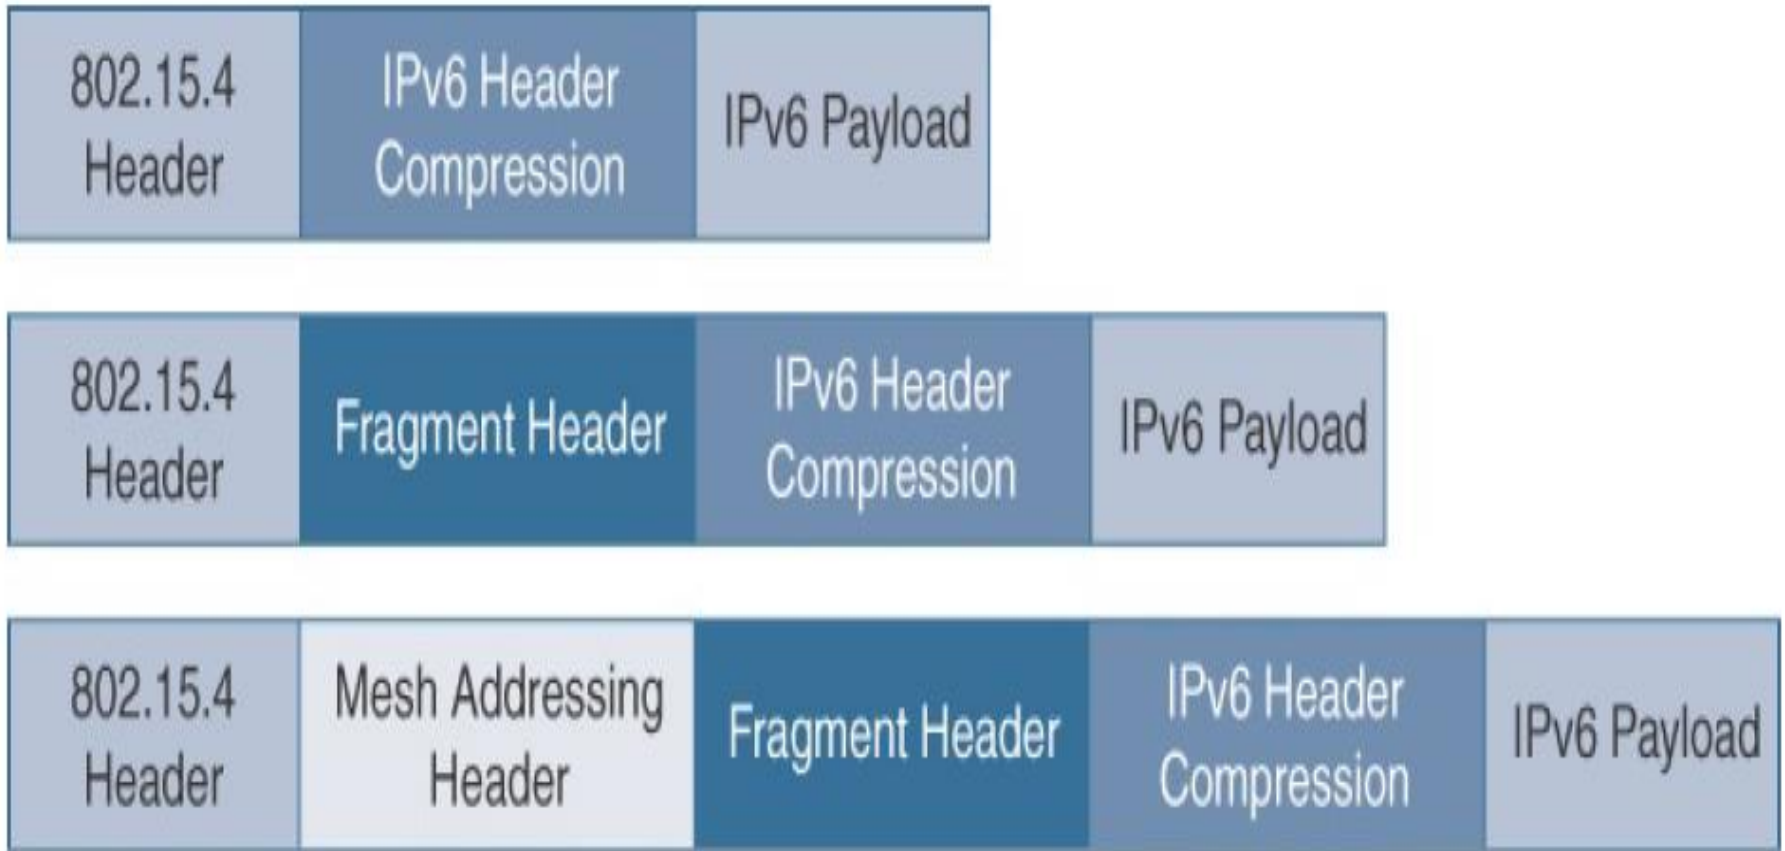 802.15.4
Header
IPv6 Header
Compression
IPv6 Payload
802.15.4
Header
Fragment Header
IPv6 Header
Compression
IPv6 Payload
802.15.4
Header
Mesh Addressing
Header
Fragment Header
IPv6 Header
Compression
IPv6 Payload